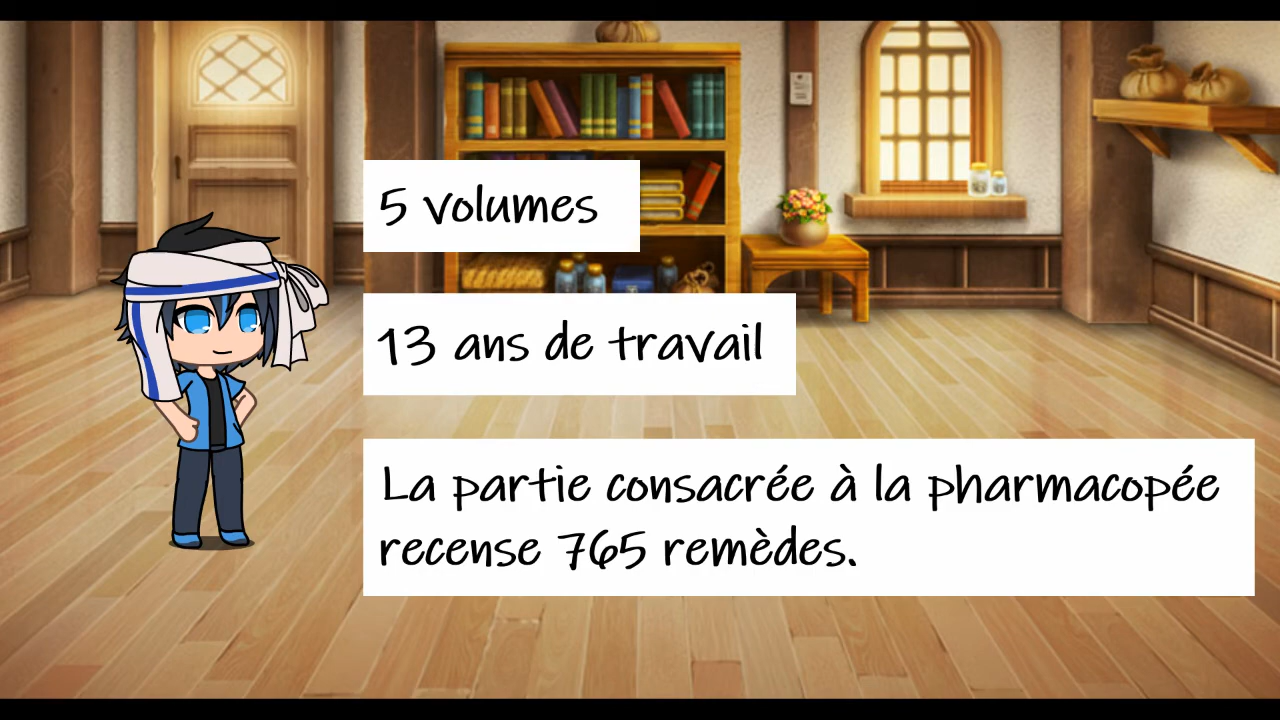 5 volumes
13 ans de travail
La partie consacrée à la pharmacopée
recense 765 remèdes.